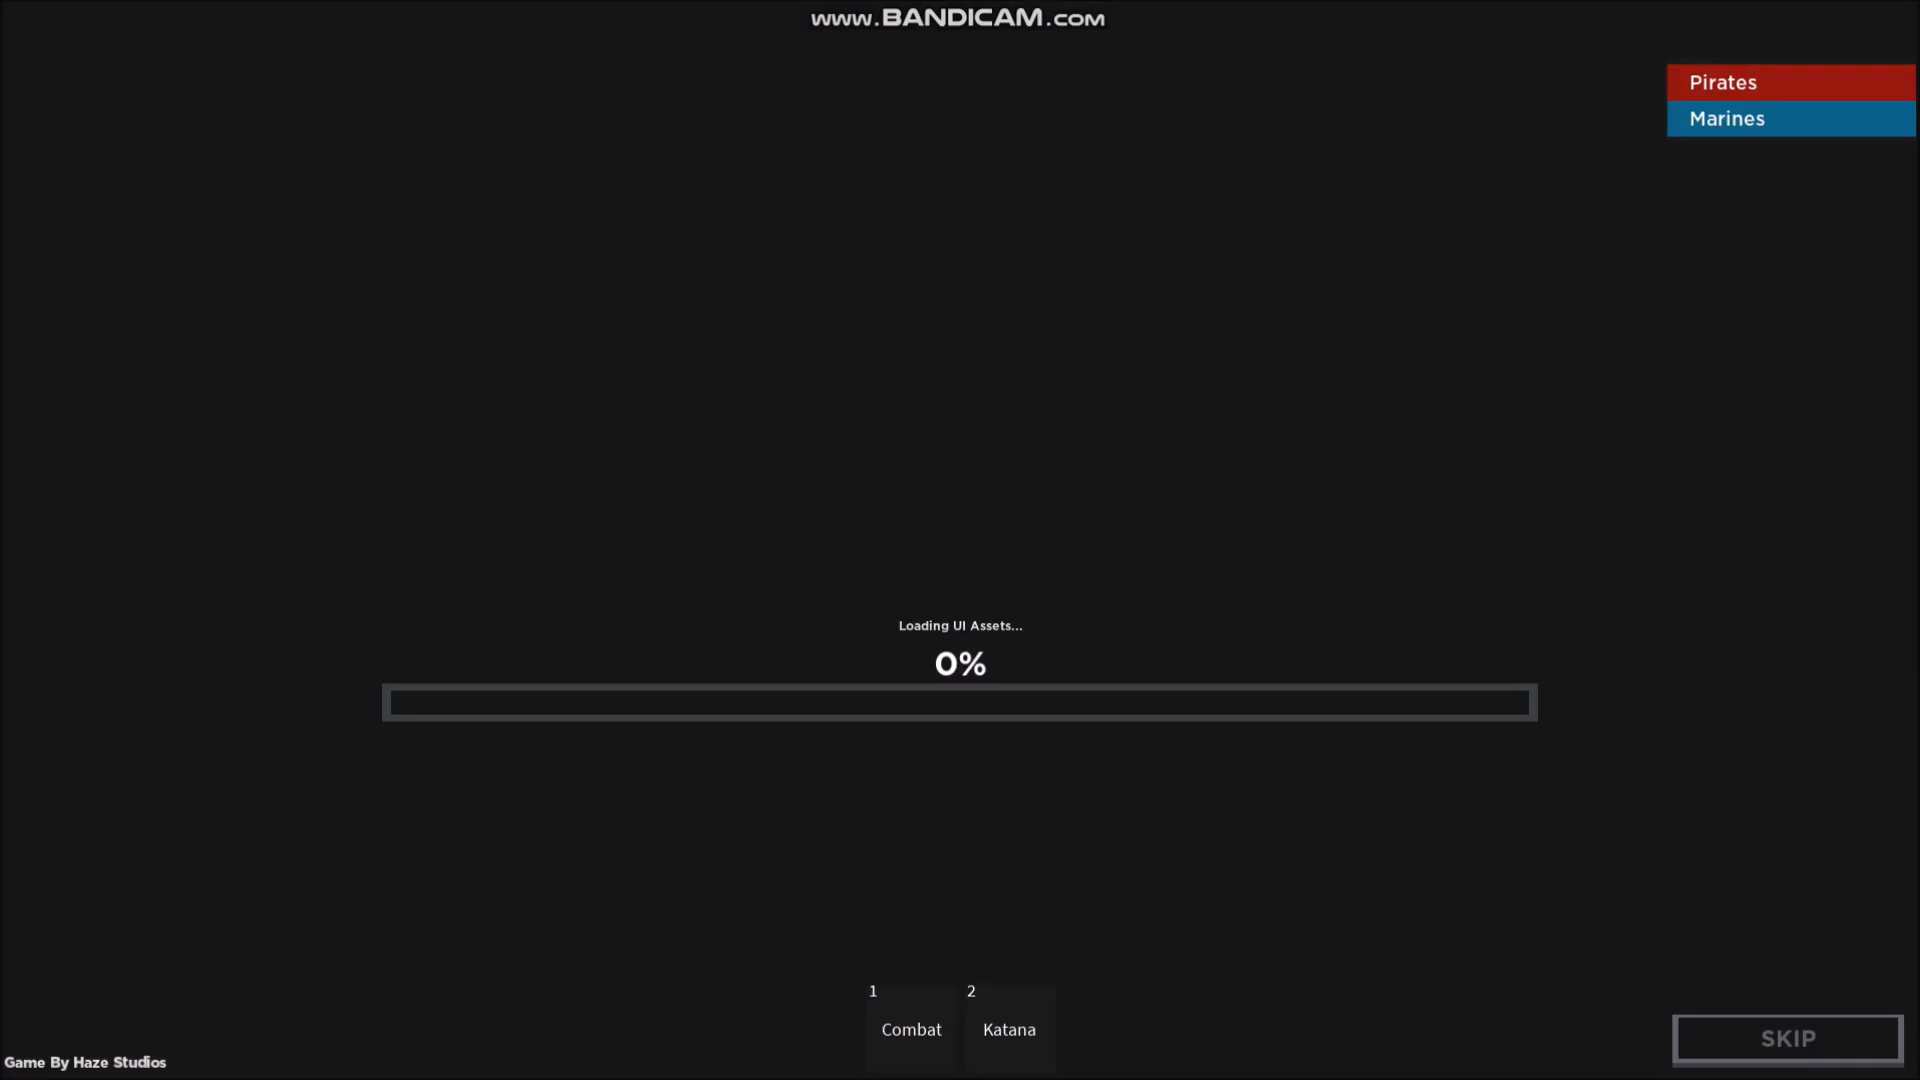 www.BANDICAM.com
Pirates
Marines
Loading UI Assets...
0%
1
2
Combat
Katana
SKIP
Game By Haze Studios